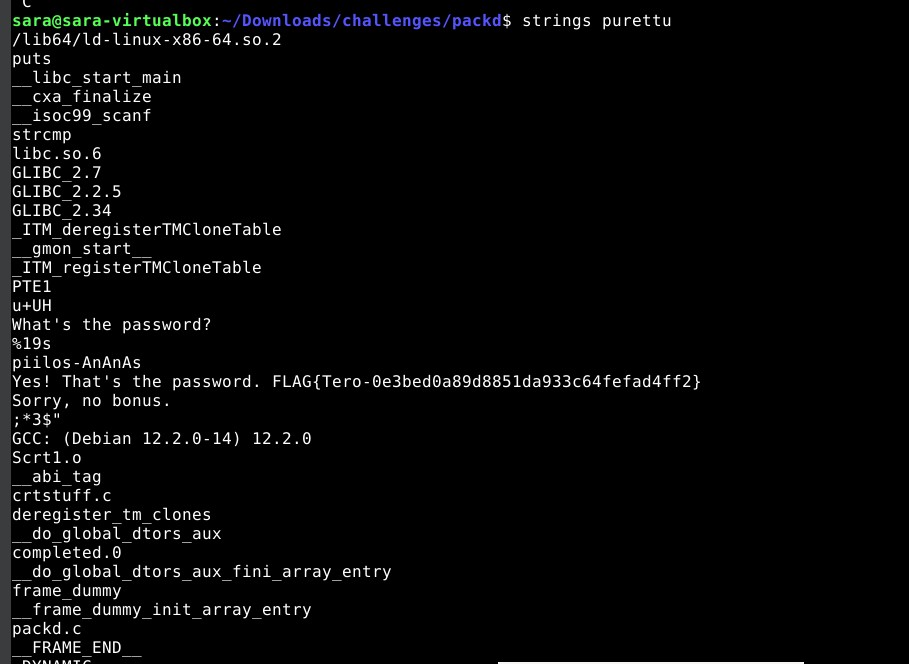 C
sara@sara-virtualbox:~/Downloads/challenges/packd$ strings purettu
/lib64/ld-linux-x86-64.so.2
puts
__libc_start_main
__cxa_finalize
__isoc99_scanf
strcmp
libc.so.6
GLIBC_2.7
GLIBC_2.2.5
GLIBC_2.34
_ITM_deregisterTMCloneTable
__gmon_start__
_ITM_registerTMCloneTable
PTE1
u+UH
What's the password?
%19s
piilos-AnAnAs
Yes! That's the password. FLAG{Tero-0e3bed0a89d8851da933c64fefad4ff2}
Sorry, no bonus.
;*3$"
GCC: (Debian 12.2.0-14) 12.2.0
Scrt1.o
__abi_tag
crtstuff.c
deregister_tm_clones
__do_global_dtors_aux
completed.0
__do_global_dtors_aux_fini_array_entry
frame_dummy
__frame_dummy_init_array_entry
packd.c
__FRAME_END__
_DYNAMIC